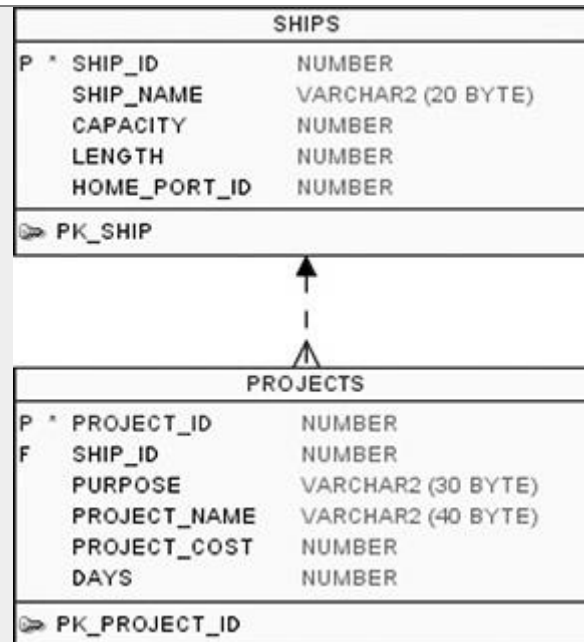 SHIPS
P * SHIP_ID NUMBER
SHIP_NAME VARCHAR2 (20 BYTE)
CAPACITY NUMBER
LENGTH NUMBER
HOME_PORT_ID NUMBER
PK_SHIP
PROJECTS
P * PROJECT_ID NUMBER
F SHIP_ID NUMBER
PURPOSE VARCHAR2 (30 BYTE)
PROJECT_NAME VARCHAR2 (40 BYTE)
PROJECT_COST NUMBER
DAYS NUMBER
PK_PROJECT_ID